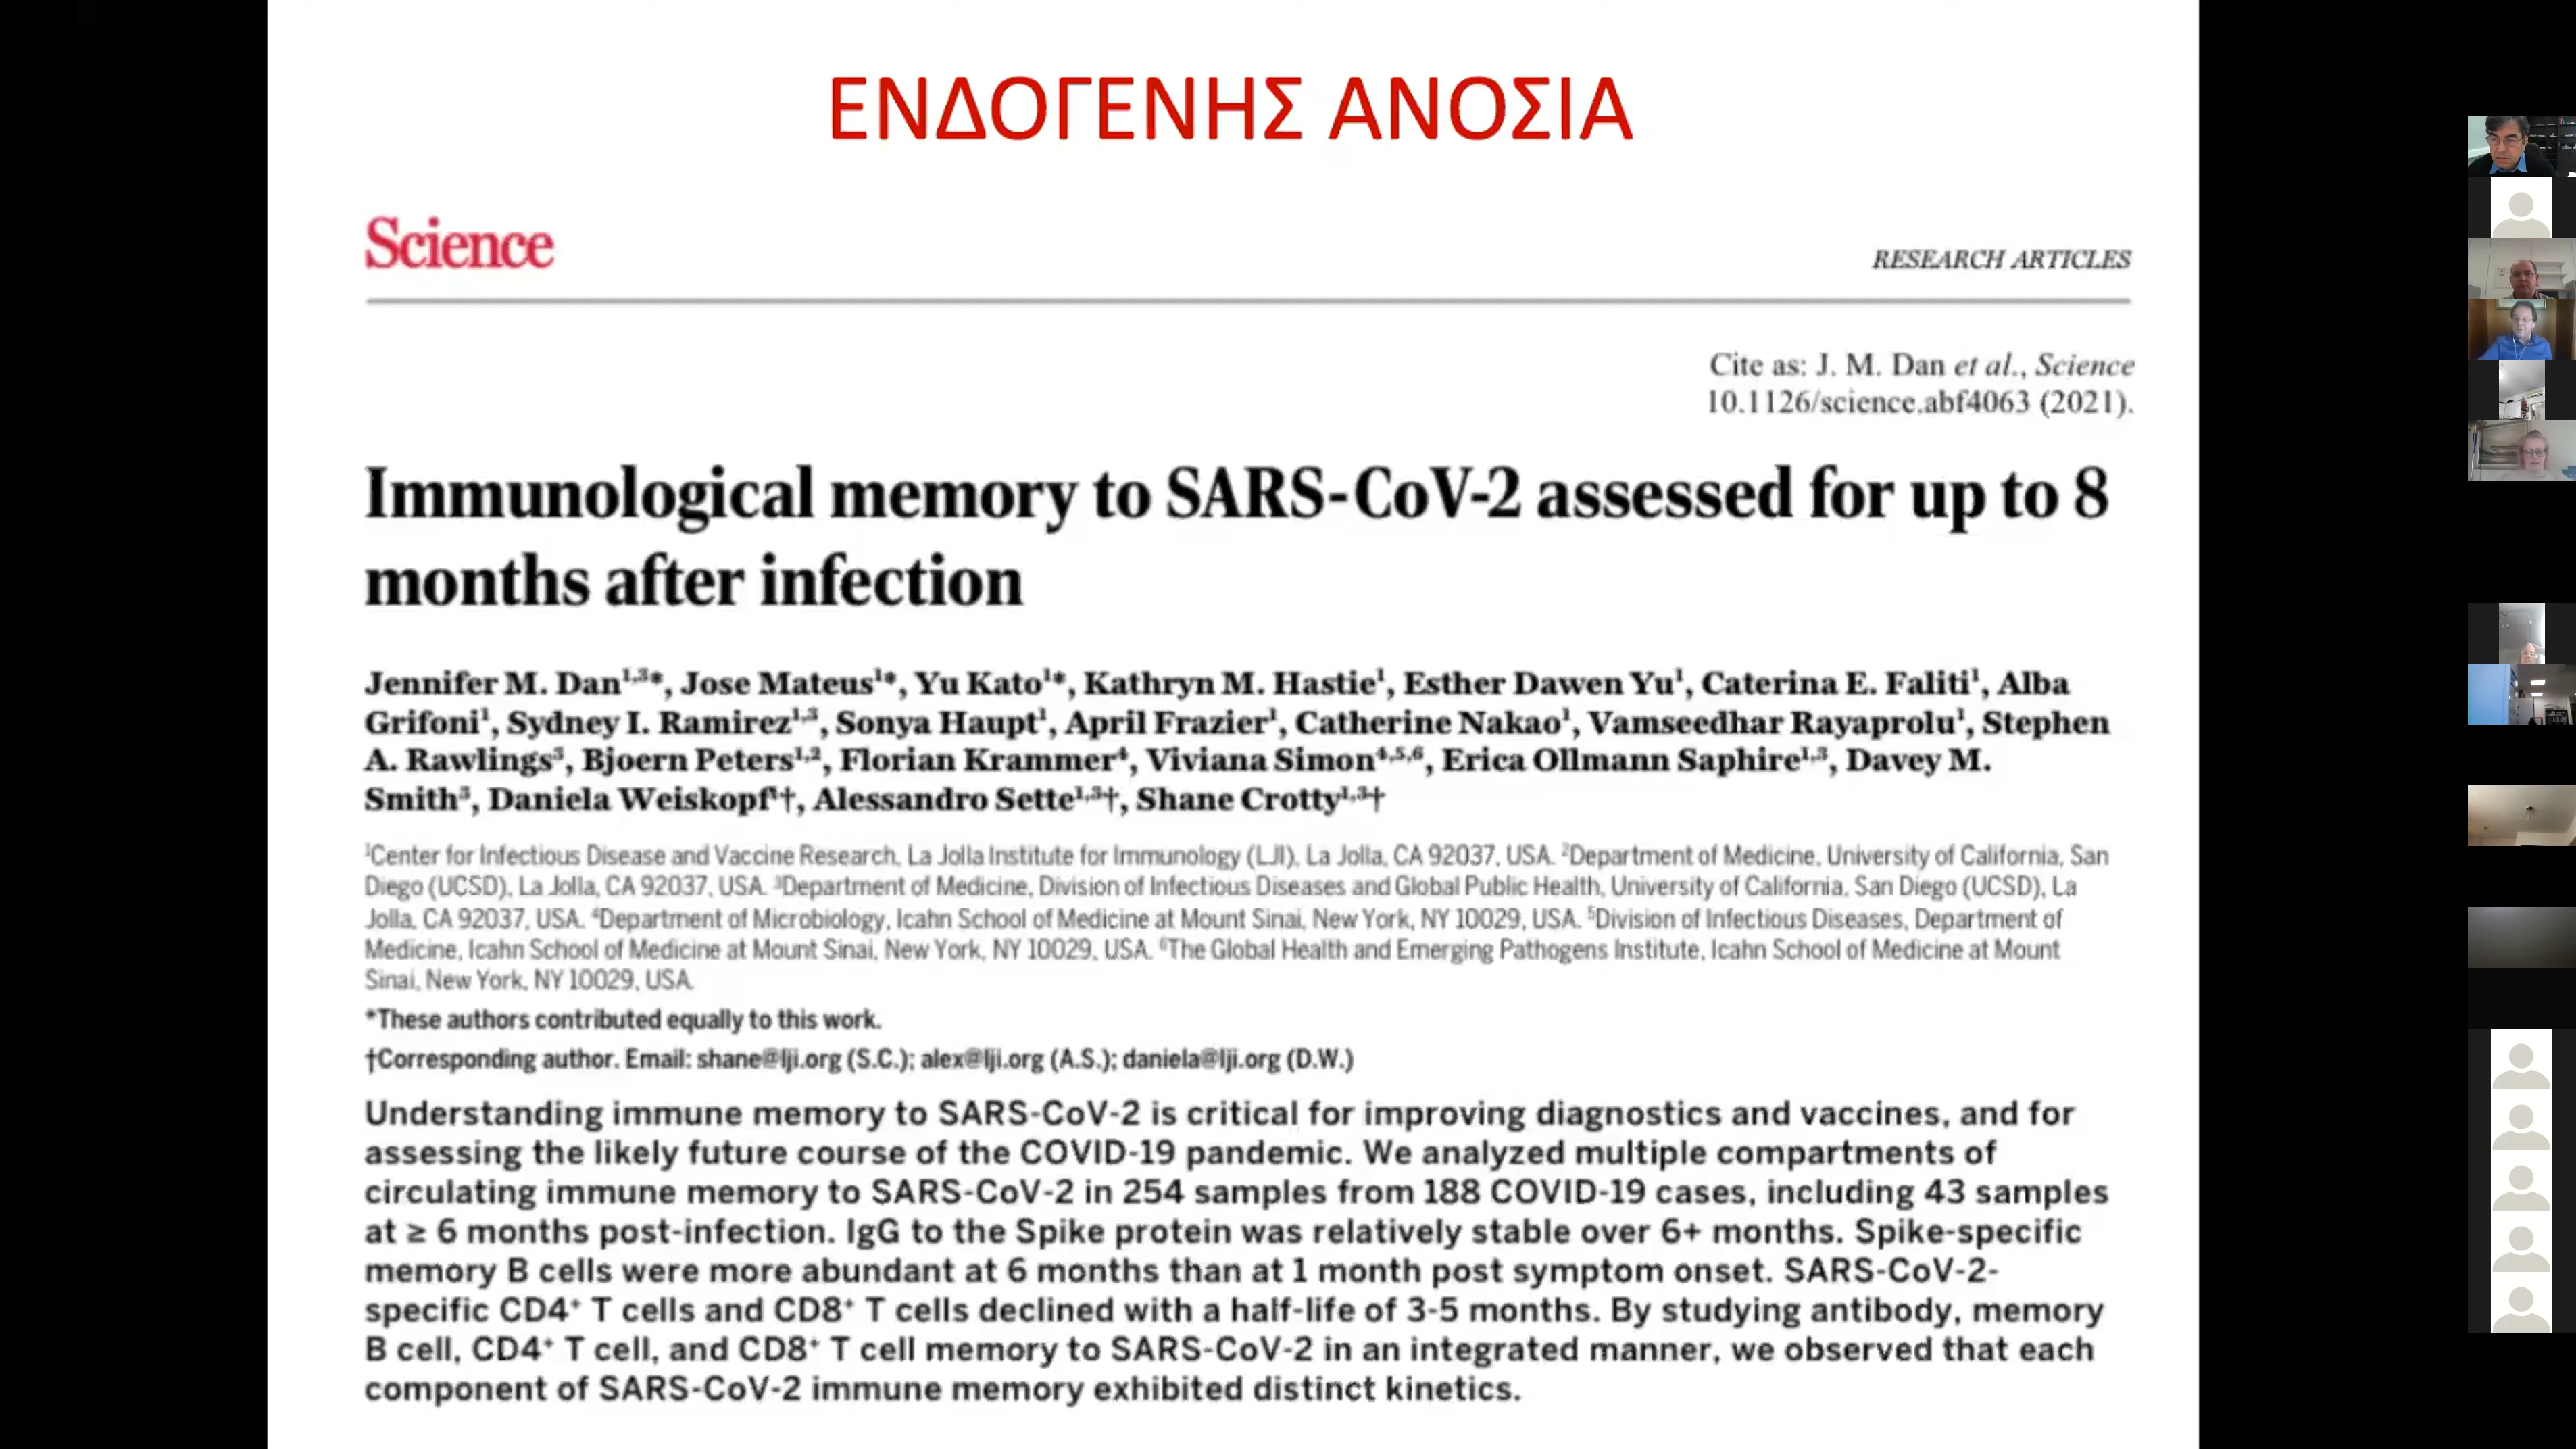 ΕΝΔΟΓΕΝΗΣ ΑΝΟΣΙΑ
Science
RESEARCH ARTICLES
Cite as: J. M. Dan et al., Science
10.1126/science.abf4063 (2021).
Immunological memory to SARS-CoV-2 assessed for up to 8
months after infection
Jennifer M. Dan1,3*, Jose Mateus1*, Yu Kato1*, Kathryn M. Hastie1, Esther Dawen Yu1, Caterina E. Faliti1, Alba
Grifoni1, Sydney I. Ramirez1,3, Sonya Haupt1, April Frazier1, Catherine Nakao1, Vamseedhar Rayaprolu1, Stephen
A. Rawlings3, Bjoern Peters1,2, Florian Krammer4, Viviana Simon4,5,6, Erica Ollmann Saphire1,3, Davey M.
Smith3, Daniela Weiskopf1†, Alessandro Sette1,3†, Shane Crotty1,3†
1Center for Infectious Disease and Vaccine Research, La Jolla Institute for Immunology (LJI), La Jolla, CA 92037, USA. 2Department of Medicine, University of California, San
Diego (UCSD), La Jolla, CA 92037, USA. 3Department of Medicine, Division of Infectious Diseases and Global Public Health, University of California, San Diego (UCSD), La
Jolla, CA 92037, USA. 4Department of Microbiology, Icahn School of Medicine at Mount Sinai, New York, NY 10029, USA. 5Division of Infectious Diseases, Department of
Medicine, Icahn School of Medicine at Mount Sinai, New York, NY 10029, USA. 6The Global Health and Emerging Pathogens Institute, Icahn School of Medicine at Mount
Sinai, New York, NY 10029, USA.
*These authors contributed equally to this work.
†Corresponding author. Email: shane@lji.org (S.C.); alex@lji.org (A.S.); daniela@lji.org (D.W.)
Understanding immune memory to SARS-CoV-2 is critical for improving diagnostics and vaccines, and for
assessing the likely future course of the COVID-19 pandemic. We analyzed multiple compartments of
circulating immune memory to SARS-CoV-2 in 254 samples from 188 COVID-19 cases, including 43 samples
at ≥ 6 months post-infection. IgG to the Spike protein was relatively stable over 6+ months. Spike-specific
memory B cells were more abundant at 6 months than at 1 month post symptom onset. SARS-CoV-2-
specific CD4+ T cells and CD8+ T cells declined with a half-life of 3-5 months. By studying antibody, memory
B cell, CD4+ T cell, and CD8+ T cell memory to SARS-CoV-2 in an integrated manner, we observed that each
component of SARS-CoV-2 immune memory exhibited distinct kinetics.